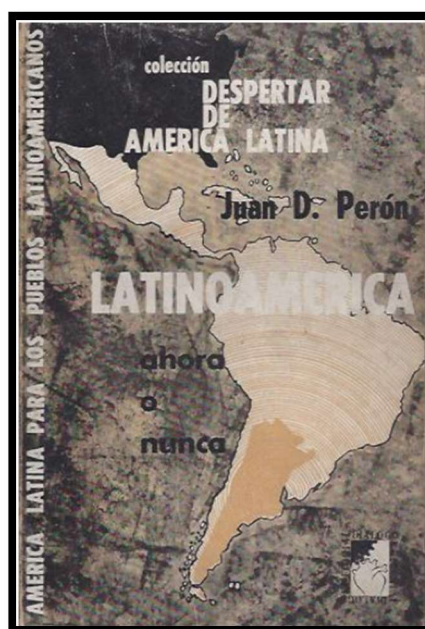 colección
DESPERTAR
DE
AMERICA LATINA
Juan D. Perón
LATINOAMERICA
ahora
o
nunca
AMERICA LATINA PARA LOS PUEBLOS LATINOAMERICANOS